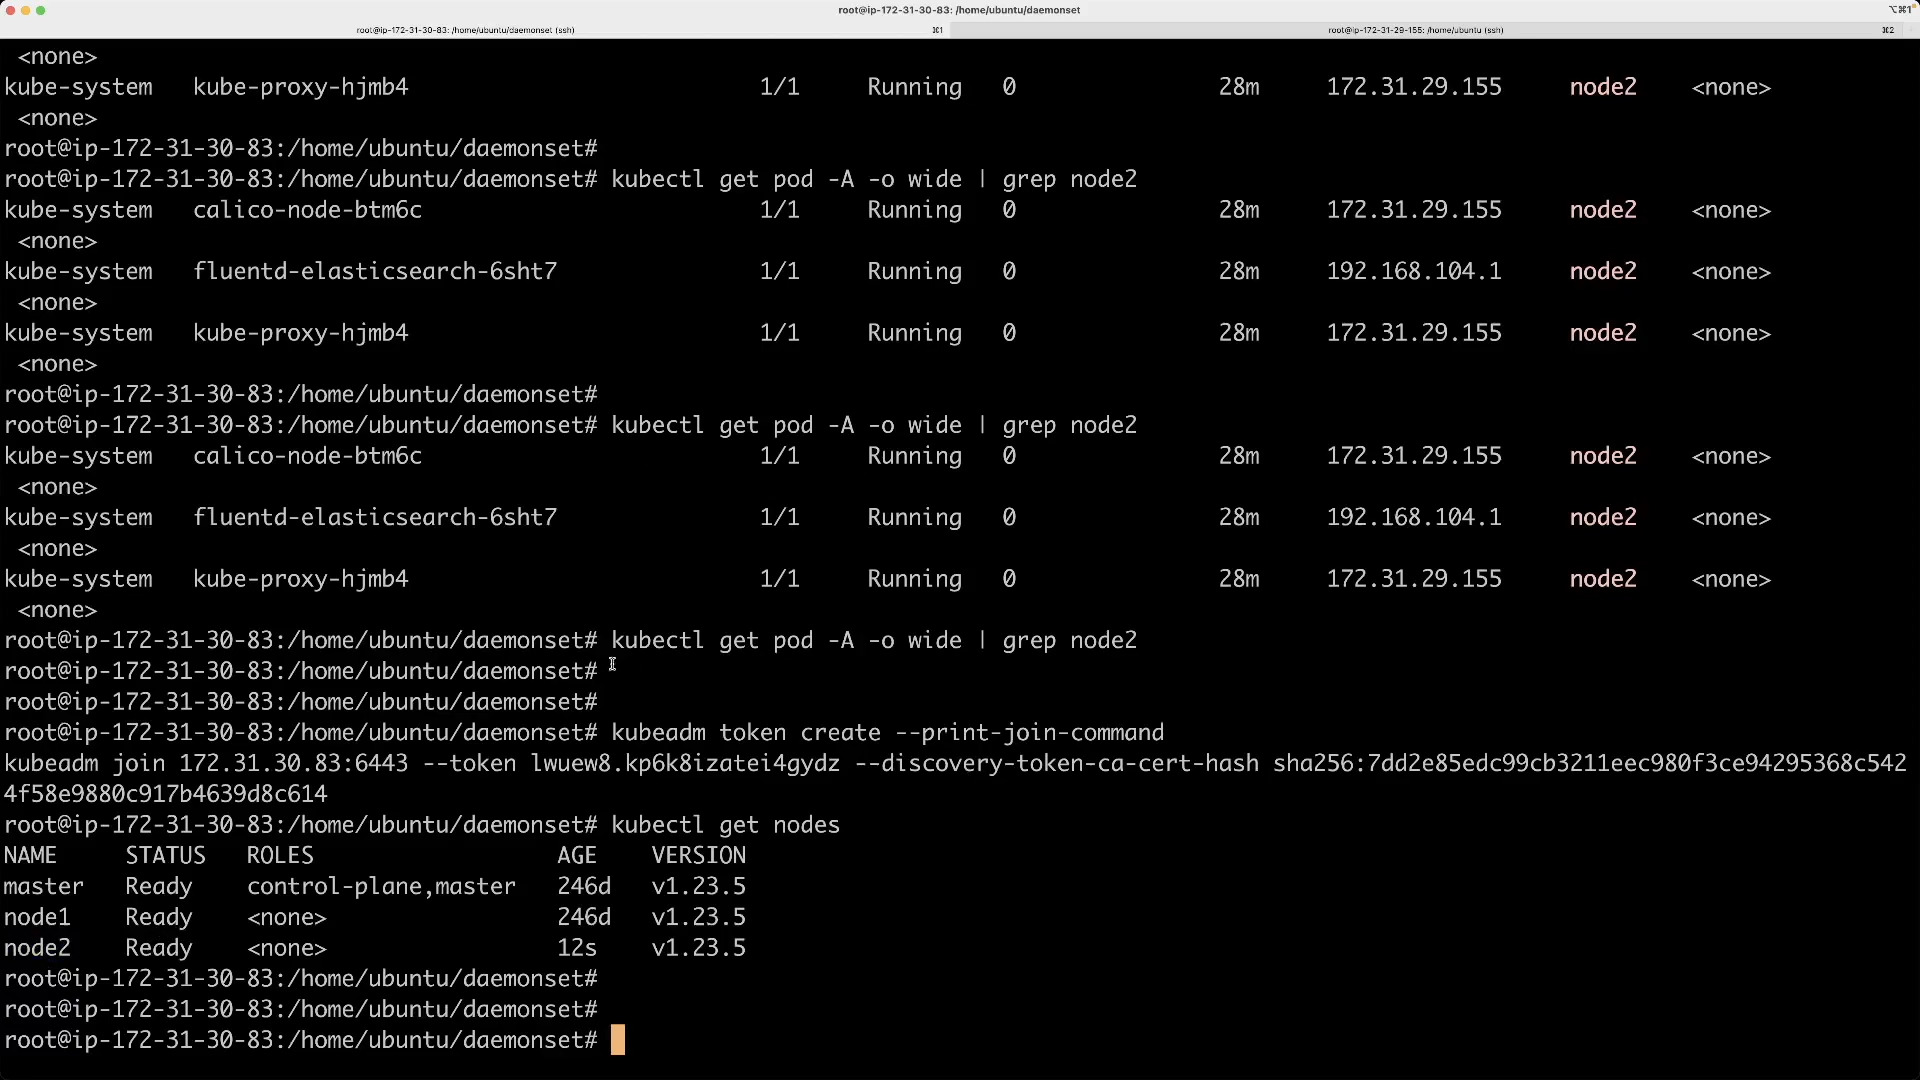 root@ip-172-31-30-83: /home/ubuntu/daemonset
⌥⌘1
root@ip-172-31-30-83: /home/ubuntu/daemonset (ssh) ⌘1 root@ip-172-31-29-155: /home/ubuntu (ssh) ⌘2
<none>
kube-system kube-proxy-hjmb4 1/1 Running 0 28m 172.31.29.155 node2 <none>
<none>
root@ip-172-31-30-83:/home/ubuntu/daemonset#
root@ip-172-31-30-83:/home/ubuntu/daemonset# kubectl get pod -A -o wide | grep node2
kube-system calico-node-btm6c 1/1 Running 0 28m 172.31.29.155 node2 <none>
<none>
kube-system fluentd-elasticsearch-6sht7 1/1 Running 0 28m 192.168.104.1 node2 <none>
<none>
kube-system kube-proxy-hjmb4 1/1 Running 0 28m 172.31.29.155 node2 <none>
<none>
root@ip-172-31-30-83:/home/ubuntu/daemonset#
root@ip-172-31-30-83:/home/ubuntu/daemonset# kubectl get pod -A -o wide | grep node2
kube-system calico-node-btm6c 1/1 Running 0 28m 172.31.29.155 node2 <none>
<none>
kube-system fluentd-elasticsearch-6sht7 1/1 Running 0 28m 192.168.104.1 node2 <none>
<none>
kube-system kube-proxy-hjmb4 1/1 Running 0 28m 172.31.29.155 node2 <none>
<none>
root@ip-172-31-30-83:/home/ubuntu/daemonset# kubectl get pod -A -o wide | grep node2
root@ip-172-31-30-83:/home/ubuntu/daemonset#
root@ip-172-31-30-83:/home/ubuntu/daemonset#
root@ip-172-31-30-83:/home/ubuntu/daemonset# kubeadm token create --print-join-command
kubeadm join 172.31.30.83:6443 --token lwuew8.kp6k8izatei4gydz --discovery-token-ca-cert-hash sha256:7dd2e85edc99cb3211eec980f3ce94295368c542
4f58e9880c917b4639d8c614
root@ip-172-31-30-83:/home/ubuntu/daemonset# kubectl get nodes
NAME STATUS ROLES AGE VERSION
master Ready control-plane,master 246d v1.23.5
node1 Ready <none> 246d v1.23.5
node2 Ready <none> 12s v1.23.5
root@ip-172-31-30-83:/home/ubuntu/daemonset#
root@ip-172-31-30-83:/home/ubuntu/daemonset#
root@ip-172-31-30-83:/home/ubuntu/daemonset#